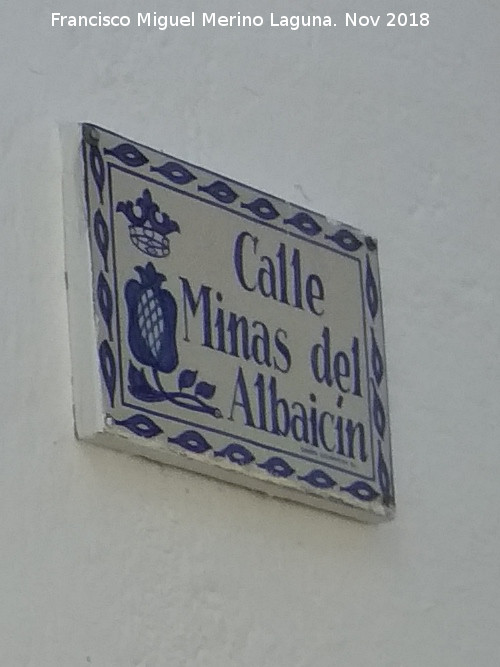 Francisco Miguel Merino Laguna. Nov 2018
Calle
Minas del
Albaicín